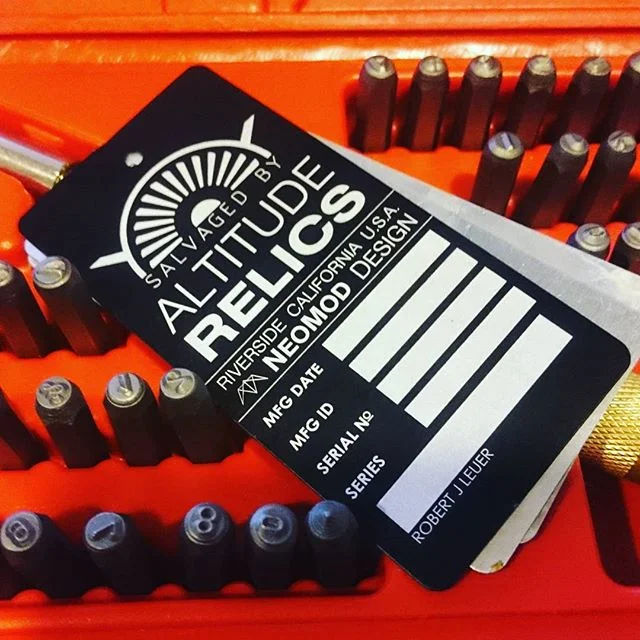 SALVAGED BY
ALTITUDE
RELICS
RIVERSIDE CALIFORNIA U.S.A.
NEOMOD DESIGN
MFG DATE
MFG ID
SERIAL Nº
SERIES
ROBERT J LEUER